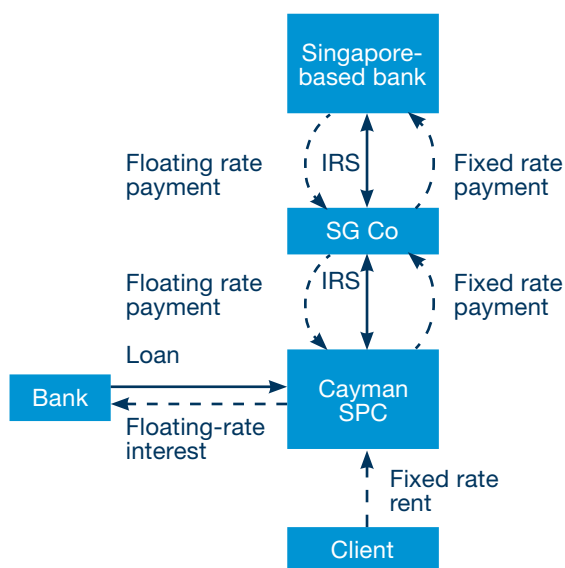 Singapore-
based bank
Floating rate
payment
IRS
Fixed rate
payment
SG Co
Floating rate
payment
IRS
Fixed rate
payment
Loan
Bank
Cayman
SPC
Floating-rate
interest
Fixed rate
rent
Client